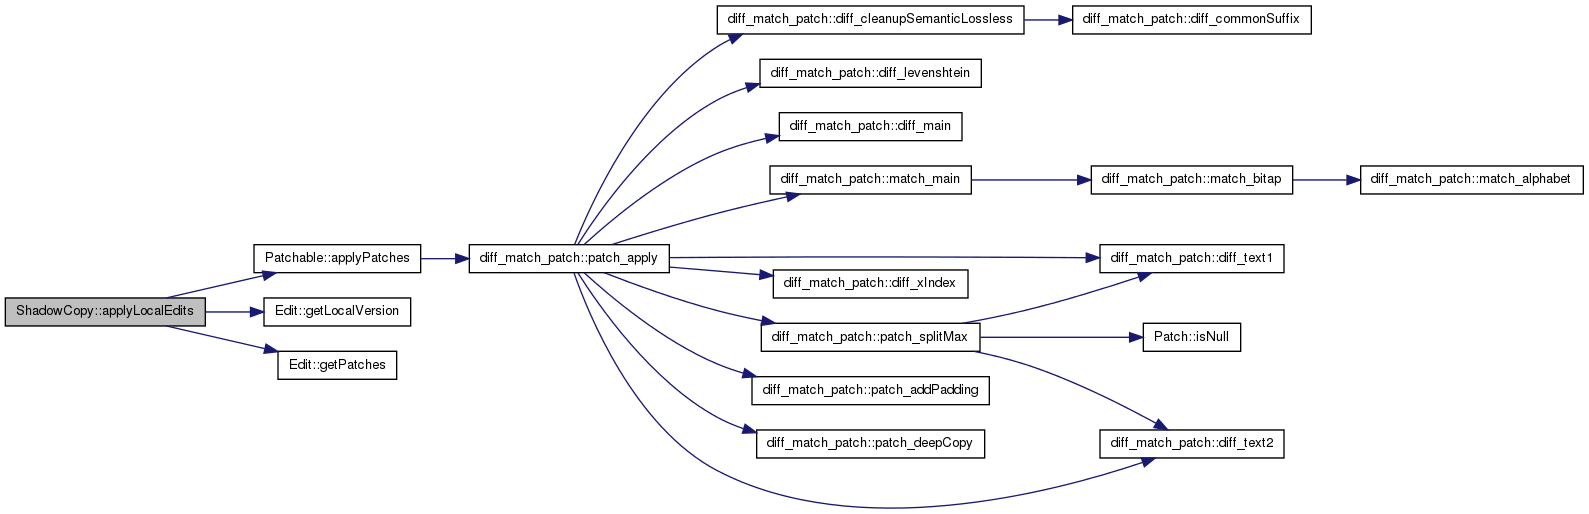 diff_match_patch::diff_cleanupSemanticLossless
diff_match_patch::diff_commonSuffix
diff_match_patch::diff_levenshtein
diff_match_patch::diff_main
diff_match_patch::match_main
diff_match_patch::match_bitap
diff_match_patch::match_alphabet
Patchable::applyPatches
diff_match_patch::patch_apply
diff_match_patch::diff_text1
diff_match_patch::diff_xIndex
ShadowCopy::applyLocalEdits
Edit::getLocalVersion
diff_match_patch::patch_splitMax
Patch::isNull
Edit::getPatches
diff_match_patch::patch_addPadding
diff_match_patch::patch_deepCopy
diff_match_patch::diff_text2